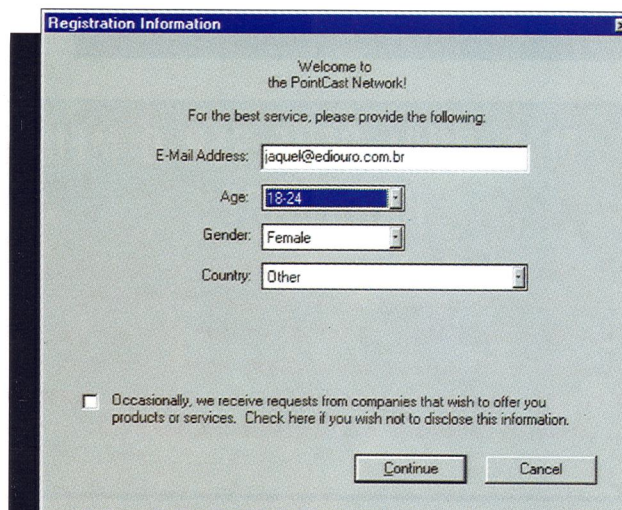 Registration Information
Welcome to
the PointCast Network!
For the best service, please provide the following:
E-Mail Address: jaquel@ediouro.com.br
Age: 18-24
Gender: Female
Country: Other
Occasionally, we receive requests from companies that wish to offer you
products or services. Check here if you wish not to disclose this information.
Continue Cancel